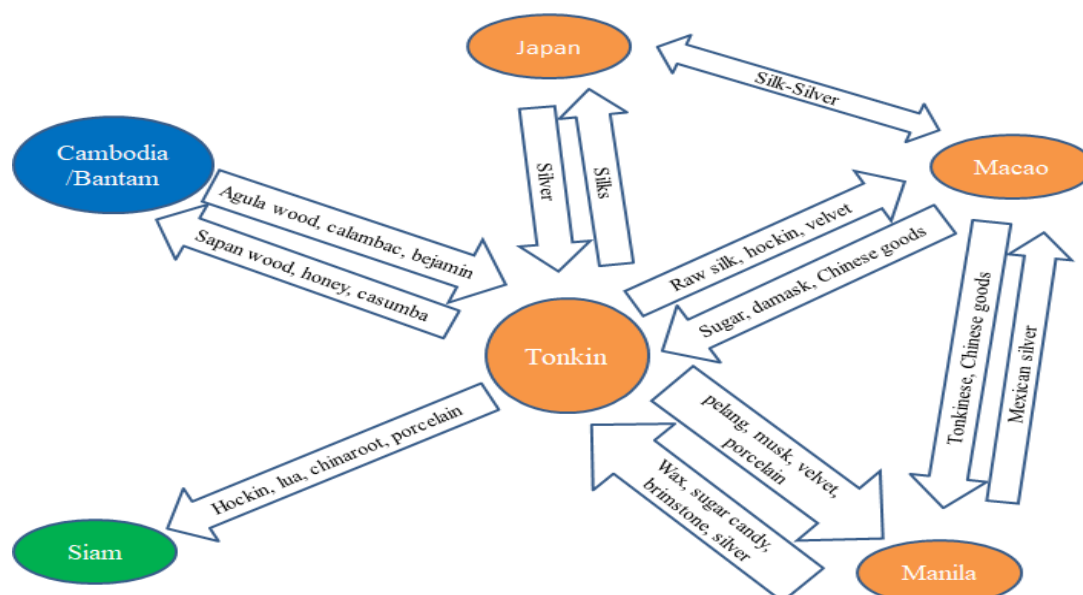 Japan
Silk-Silver
Cambodia
/Bantam
Macao
Silver
Silks
Agula wood, calambac, bejamin
Sapan wood, honey, casumba
Raw silk, hockin, velvet
Sugar, damask, Chinese goods
Tonkinese, Chinese goods
Mexican silver
Tonkin
Hockin, lua, chinaroot, porcelain
pelang, musk, velvet,
porcelain
Wax, sugar candy,
brimstone, silver
Siam
Manila